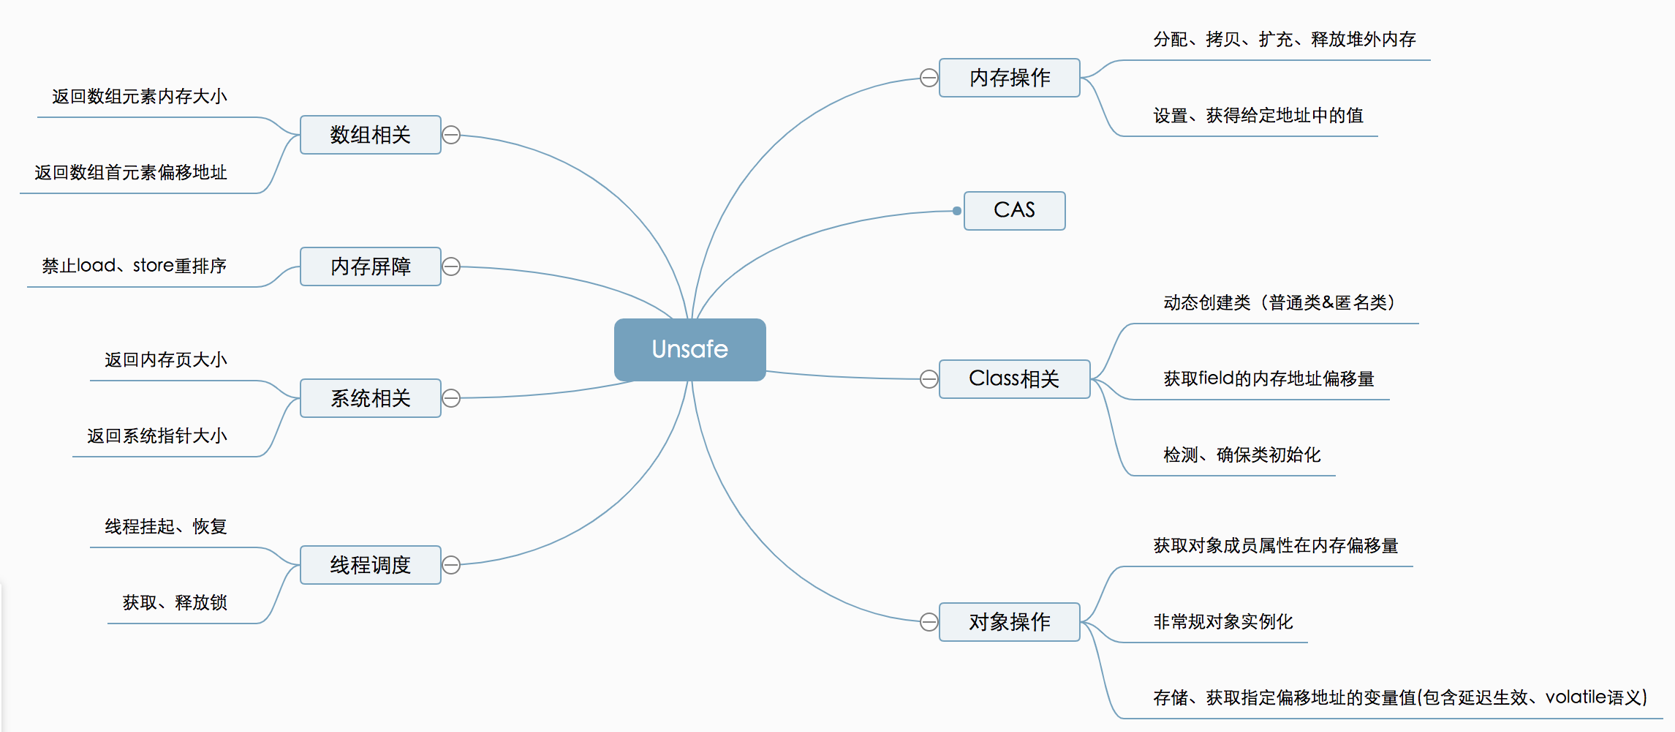 Unsafe
内存操作
分配、拷贝、扩充、释放堆外内存
设置、获得给定地址中的值
CAS
Class相关
动态创建类（普通类&匿名类）
获取field的内存地址偏移量
检测、确保类初始化
对象操作
获取对象成员属性在内存偏移量
非常规对象实例化
存储、获取指定偏移地址的变量值(包含延迟生效、volatile语义)
数组相关
返回数组元素内存大小
返回数组首元素偏移地址
内存屏障
禁止load、store重排序
系统相关
返回内存页大小
返回系统指针大小
线程调度
线程挂起、恢复
获取、释放锁